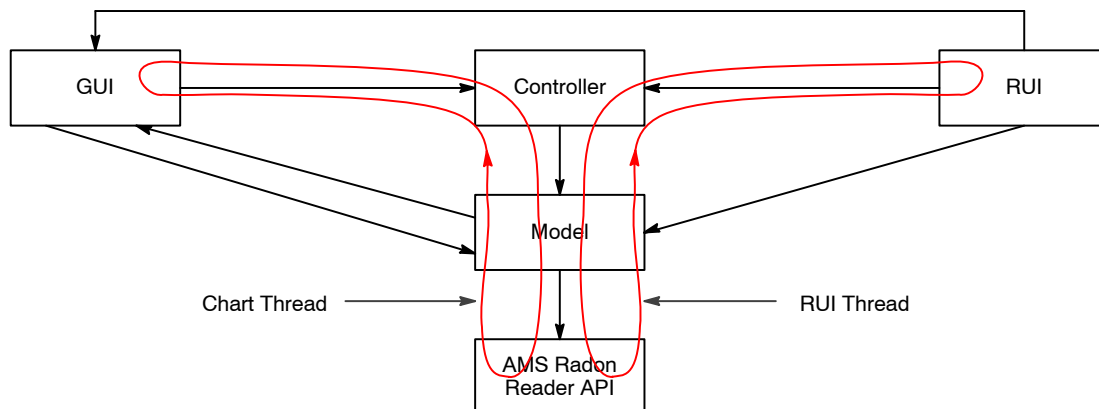 GUI
Controller
RUI
Model
Chart Thread
RUI Thread
AMS Radon
Reader API